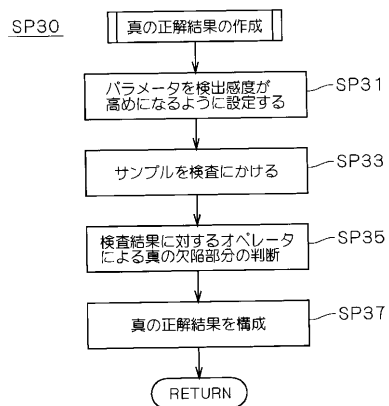 SP30
真の正解結果の作成
パラメータを検出感度が
高めになるように設定する
SP31
サンプルを検査にかける
SP33
検査結果に対するオペレータ
による真の欠陥部分の判断
SP35
真の正解結果を構成
SP37
RETURN